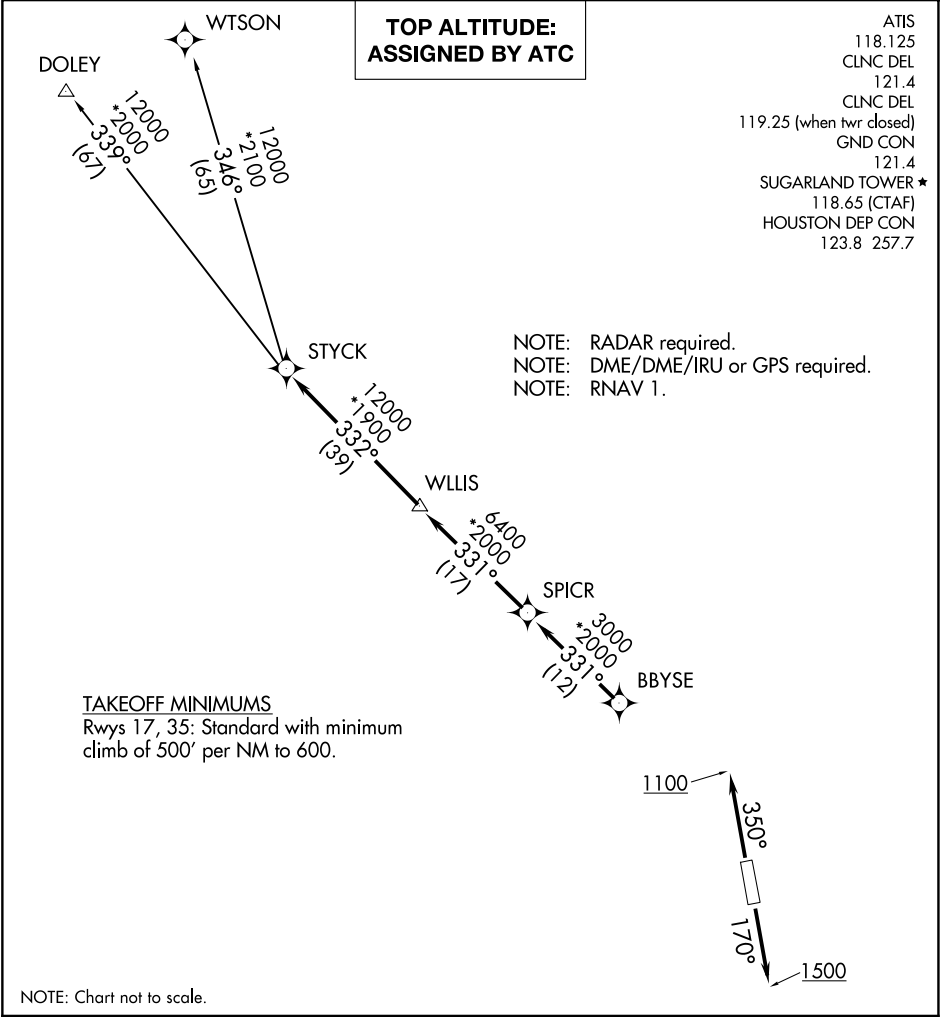 TOP ALTITUDE:
ASSIGNED BY ATC
ATIS
118.125
CLNC DEL
121.4
CLNC DEL
119.25 (when twr closed)
GND CON
121.4
SUGARLAND TOWER ★
118.65 (CTAF)
HOUSTON DEP CON
123.8 257.7
WTSON
DOLEY
12000
*2000
339°
(67)
12000
*2100
346°
(65)
STYCK
NOTE: RADAR required.
NOTE: DME/DME/IRU or GPS required.
NOTE: RNAV 1.
12000
*1900
332°
(39)
WLLIS
6400
*2000
331°
(17)
SPICR
3000
*2000
331°
(12)
BBYSE
TAKEOFF MINIMUMS
Rwys 17, 35: Standard with minimum
climb of 500' per NM to 600.
1100
350°
170°
1500
NOTE: Chart not to scale.